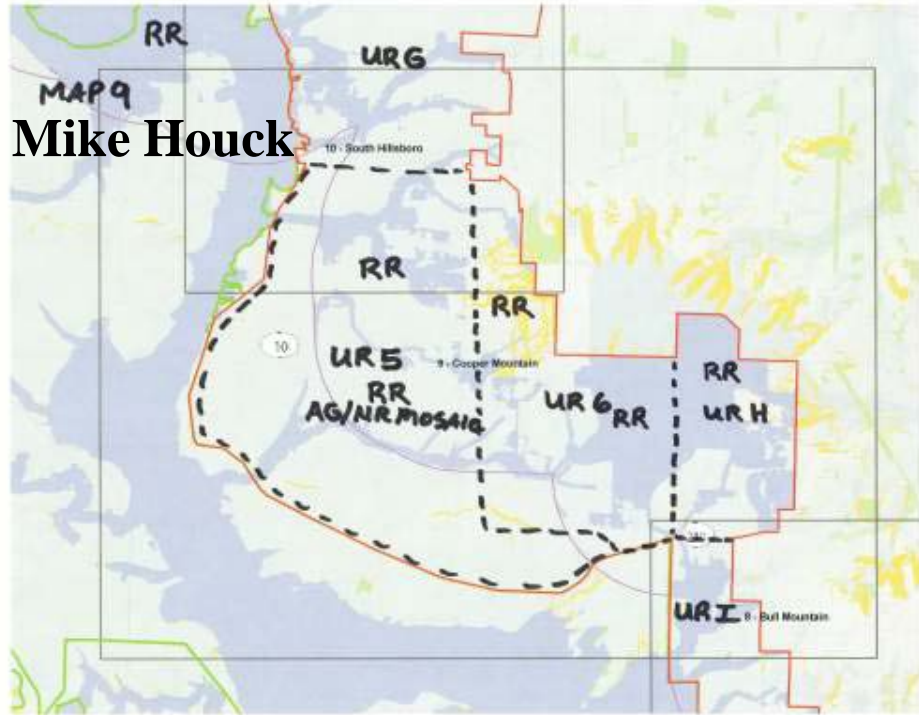 RR
UR6
MAP 9
Mike Houck
10 - South Hillsboro
RR
RR
10
UR5
9 - Cooper Mountain
RR
RR
AG/NR MOSAIC
UR 6
RR
UR H
UR I
8 - Bull Mountain